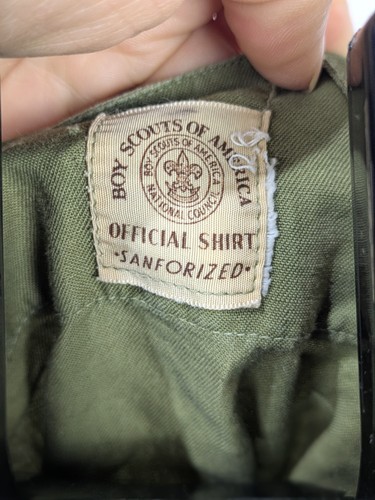 BOY SCOUTS OF AMERICA
BOY SCOUTS OF AMERICA
NATIONAL COUNCIL
OFFICIAL SHIRT
·SANFORIZED·